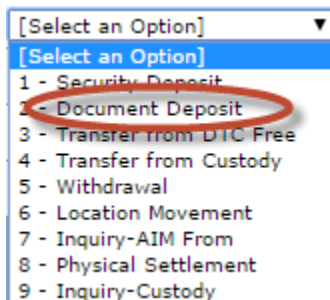 [Select an Option]
[Select an Option]
1 - Security Deposit
2 - Document Deposit
3 - Transfer from DTC Free
4 - Transfer from Custody
5 - Withdrawal
6 - Location Movement
7 - Inquiry-AIM From
8 - Physical Settlement
9 - Inquiry-Custody